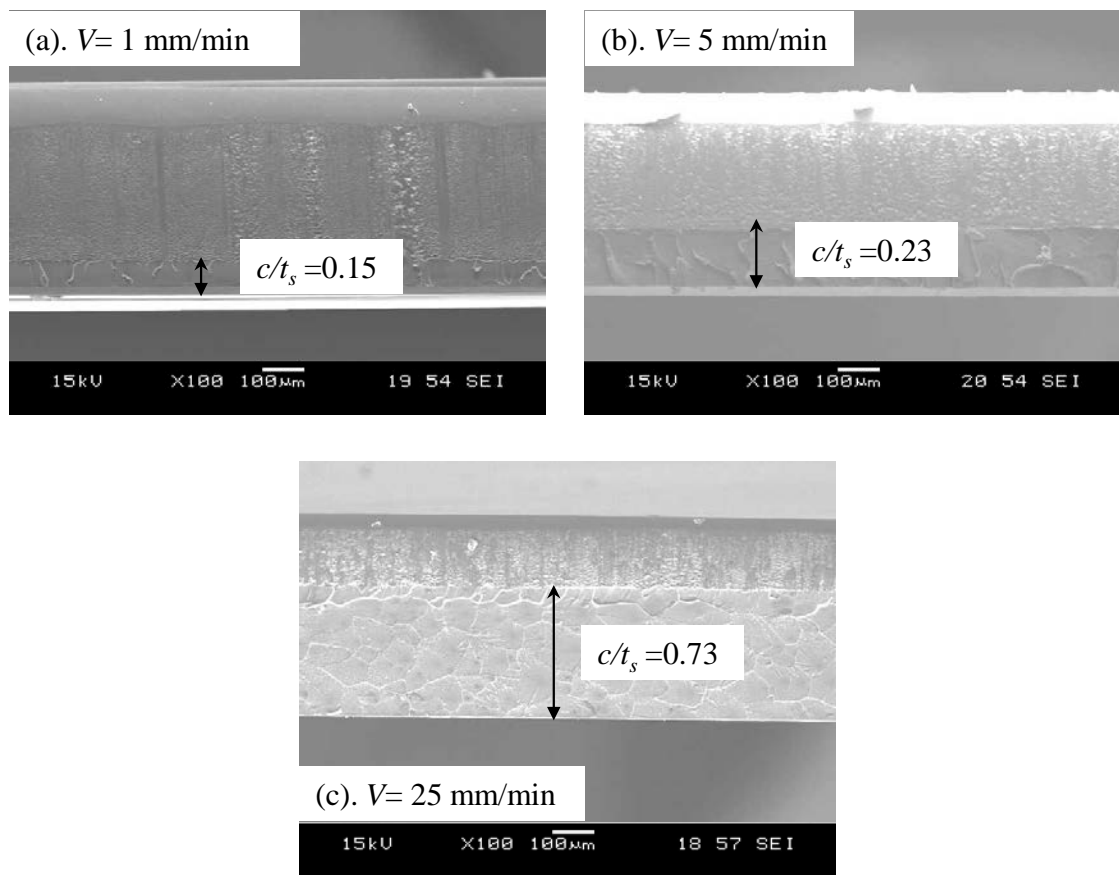 (a). V= 1 mm/min
c/tₛ =0.15
15kV X100 100µm 19 54 SEI
(b). V= 5 mm/min
c/tₛ =0.23
15kV X100 100µm 20 54 SEI
c/tₛ =0.73
(c). V= 25 mm/min
15kV X100 100µm 18 57 SEI